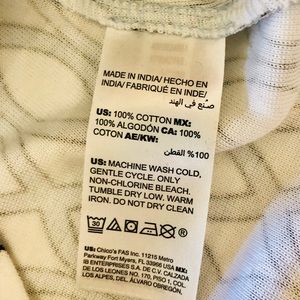 MADE IN INDIA/ HECHO EN
INDIA/ FABRIQUÉ EN INDE/
صنع في الهند
US: 100% COTTON MX:
100% ALGODÓN CA: 100%
COTON AE/KW:
100% القطن
US: MACHINE WASH COLD,
GENTLE CYCLE. ONLY
NON-CHLORINE BLEACH.
TUMBLE DRY LOW. WARM
IRON. DO NOT DRY CLEAN
30
US: Chico's FAS Inc. 11215 Metro
Parkway Fort Myers, FL 33966 USA MX:
IB ENTERPRISES S.A. DE C.V. CALZADA
DE LOS LEONES NO. 170, PISO 1, COL.
LOS ALPES, DEL. ÁLVARO OBREGÓN,